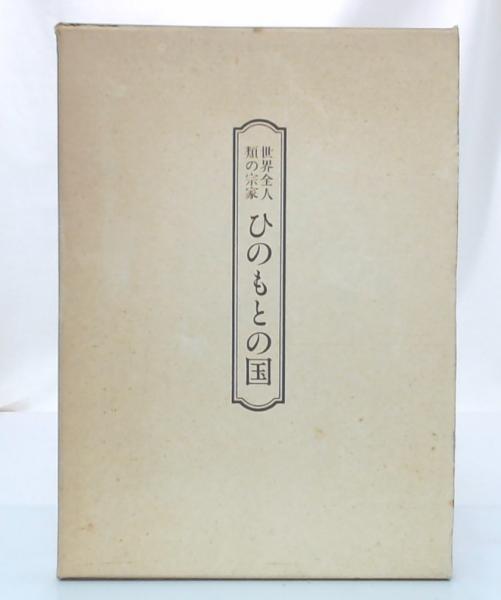 世界全人
類の宗家
ひのもとの国